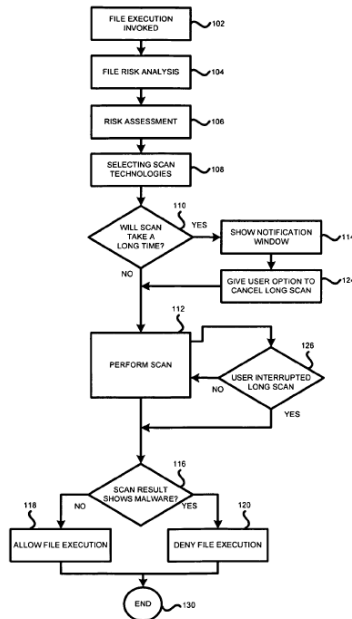 FILE EXECUTION
INVOKED
102
FILE RISK ANALYSIS
104
RISK ASSESSMENT
106
SELECTING SCAN
TECHNOLOGIES
108
110
WILL SCAN
TAKE A
LONG TIME?
YES
NO
SHOW NOTIFICATION
WINDOW
114
GIVE USER OPTION TO
CANCEL LONG SCAN
124
112
PERFORM SCAN
126
USER INTERRUPTED
LONG SCAN
NO
YES
116
SCAN RESULT
SHOWS MALWARE?
NO
YES
118
ALLOW FILE EXECUTION
120
DENY FILE EXECUTION
END
130